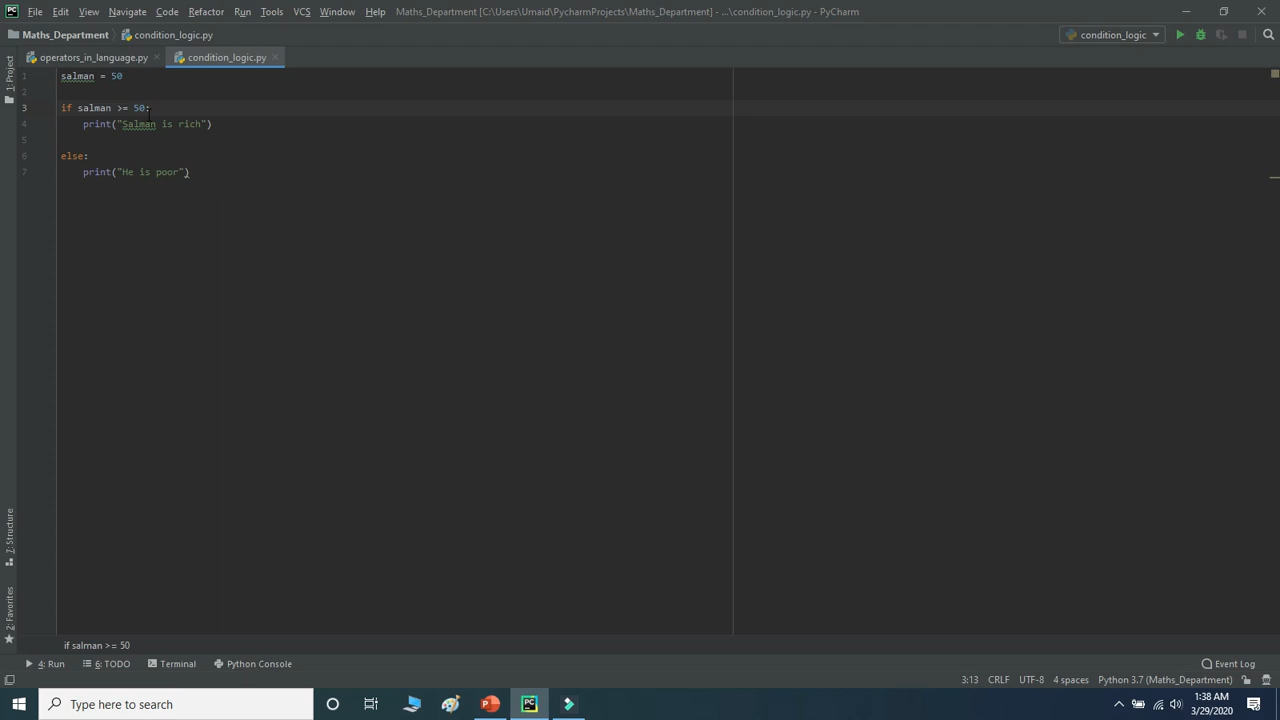 PC File Edit View Navigate Code Refactor Run Tools VCS Window Help Maths_Department [C:\Users\Umaid\PycharmProjects\Maths_Department] - ...\condition_logic.py - PyCharm
Maths_Department condition_logic.py condition_logic
operators_in_language.py condition_logic.py
1: Project
1 salman = 50
2
3 if salman >= 50:
4 print("Salman is rich")
5
6 else:
7 print("He is poor")
7: Structure
2: Favorites
if salman >= 50
4: Run 6: TODO Terminal Python Console Event Log
3:13 CRLF UTF-8 4 spaces Python 3.7 (Maths_Department)
Type here to search PC 1:38 AM
3/29/2020